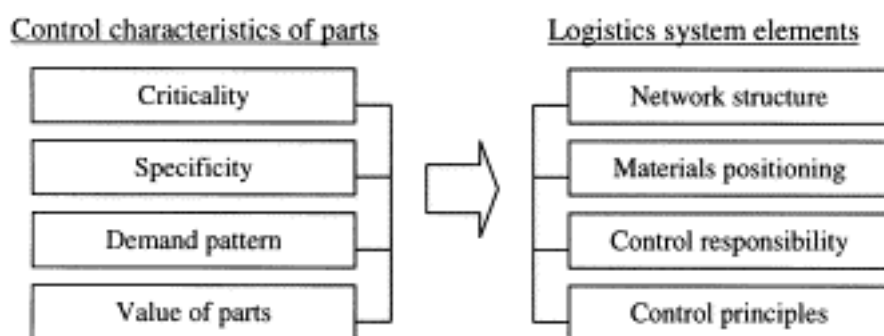 Control characteristics of parts
Criticality
Specificity
Demand pattern
Value of parts
Logistics system elements
Network structure
Materials positioning
Control responsibility
Control principles